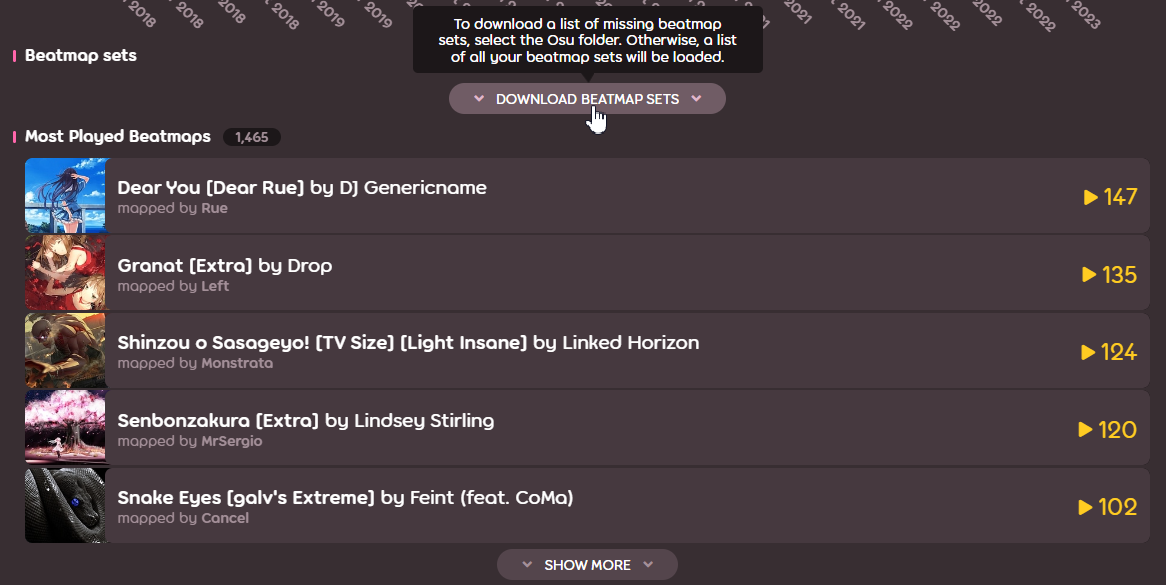 2018
2018
2018
2018
2019
2019
2021
2021
2021
2022
2022
2022
2022
2023
To download a list of missing beatmap
sets, select the Osu folder. Otherwise, a list
of all your beatmap sets will be loaded.
Beatmap sets
DOWNLOAD BEATMAP SETS
Most Played Beatmaps 1,465
Dear You [Dear Rue] by DJ Genericname
mapped by Rue
147
Granat [Extra] by Drop
mapped by Left
135
Shinzou o Sasageyo! [TV Size] [Light Insane] by Linked Horizon
mapped by Monstrata
124
Senbonzakura [Extra] by Lindsey Stirling
mapped by MrSergio
120
Snake Eyes [galv's Extreme] by Feint (feat. CoMa)
mapped by Cancel
102
SHOW MORE